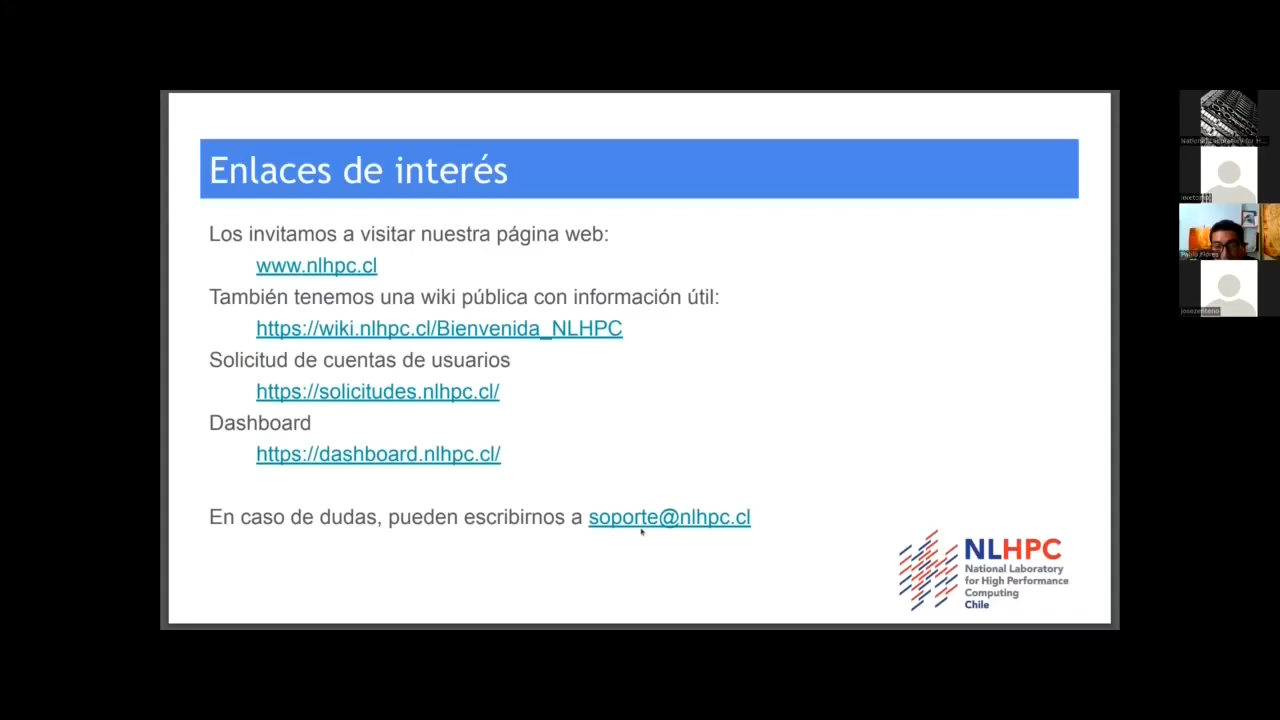 Enlaces de interés
Los invitamos a visitar nuestra página web:
www.nlhpc.cl
También tenemos una wiki pública con información útil:
https://wiki.nlhpc.cl/Bienvenida_NLHPC
Solicitud de cuentas de usuarios
https://solicitudes.nlhpc.cl/
Dashboard
https://dashboard.nlhpc.cl/
En caso de dudas, pueden escribirnos a soporte@nlhpc.cl
NLHPC
National Laboratory
for High Performance
Computing
Chile
Pablo Flores